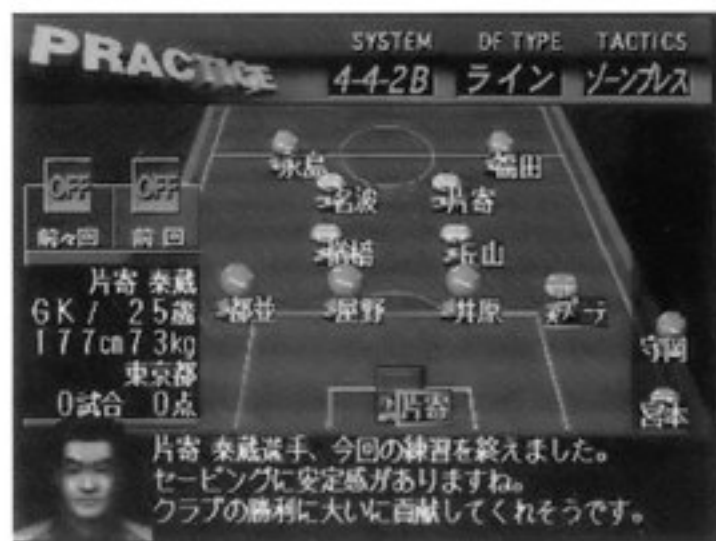 PRACTICE
SYSTEM DF TYPE TACTICS
4-4-2B ライン ゾーンプレス
永島 福田
名波 片寄
楢崎 丘山
都並 星野 井原
片寄
守岡
宮本
OFF OFF
前々回 前回
片寄 泰蔵
GK/ 25歳
177cm73kg
東京都
0試合 0点
片寄 泰蔵選手、今回の練習を終えました。
セービングに安定感がありますね。
クラブの勝利に大いに貢献してくれそうです。